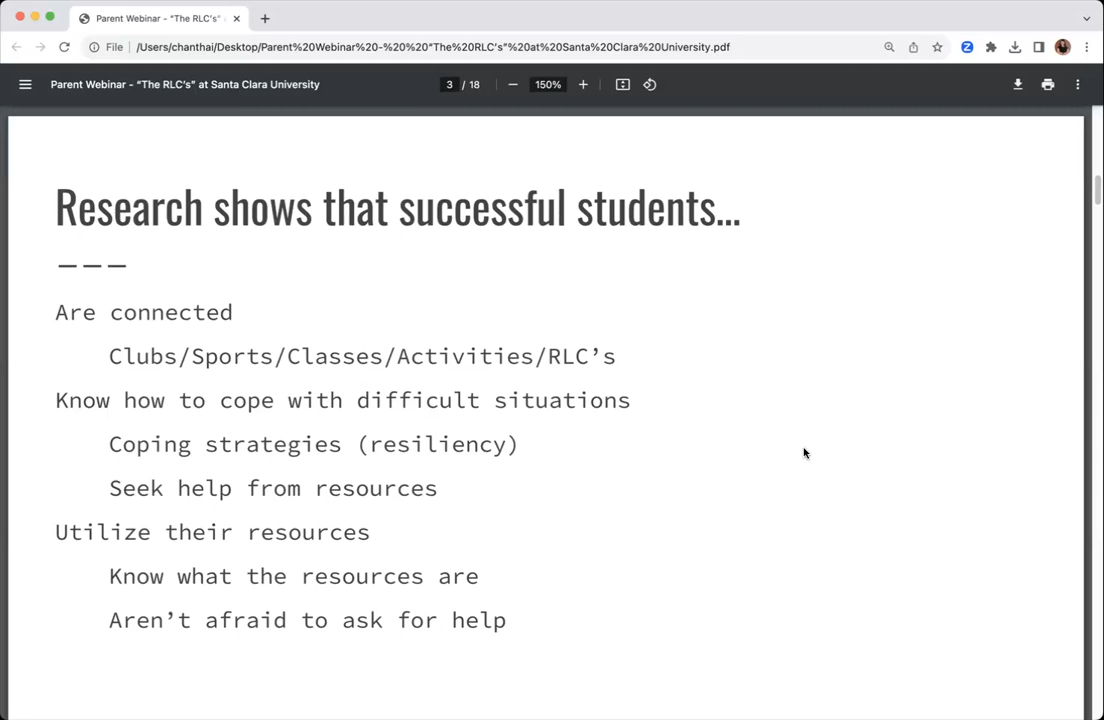 Parent Webinar - “The RLC’s”
File
/Users/chanthai/Desktop/Parent%20Webinar%20-%20%20"The%20RLC's"%20at%20Santa%20Clara%20University.pdf
Parent Webinar - “The RLC’s” at Santa Clara University
3 / 18
150%
Research shows that successful students...
Are connected
Clubs/Sports/Classes/Activities/RLC’s
Know how to cope with difficult situations
Coping strategies (resiliency)
Seek help from resources
Utilize their resources
Know what the resources are
Aren’t afraid to ask for help